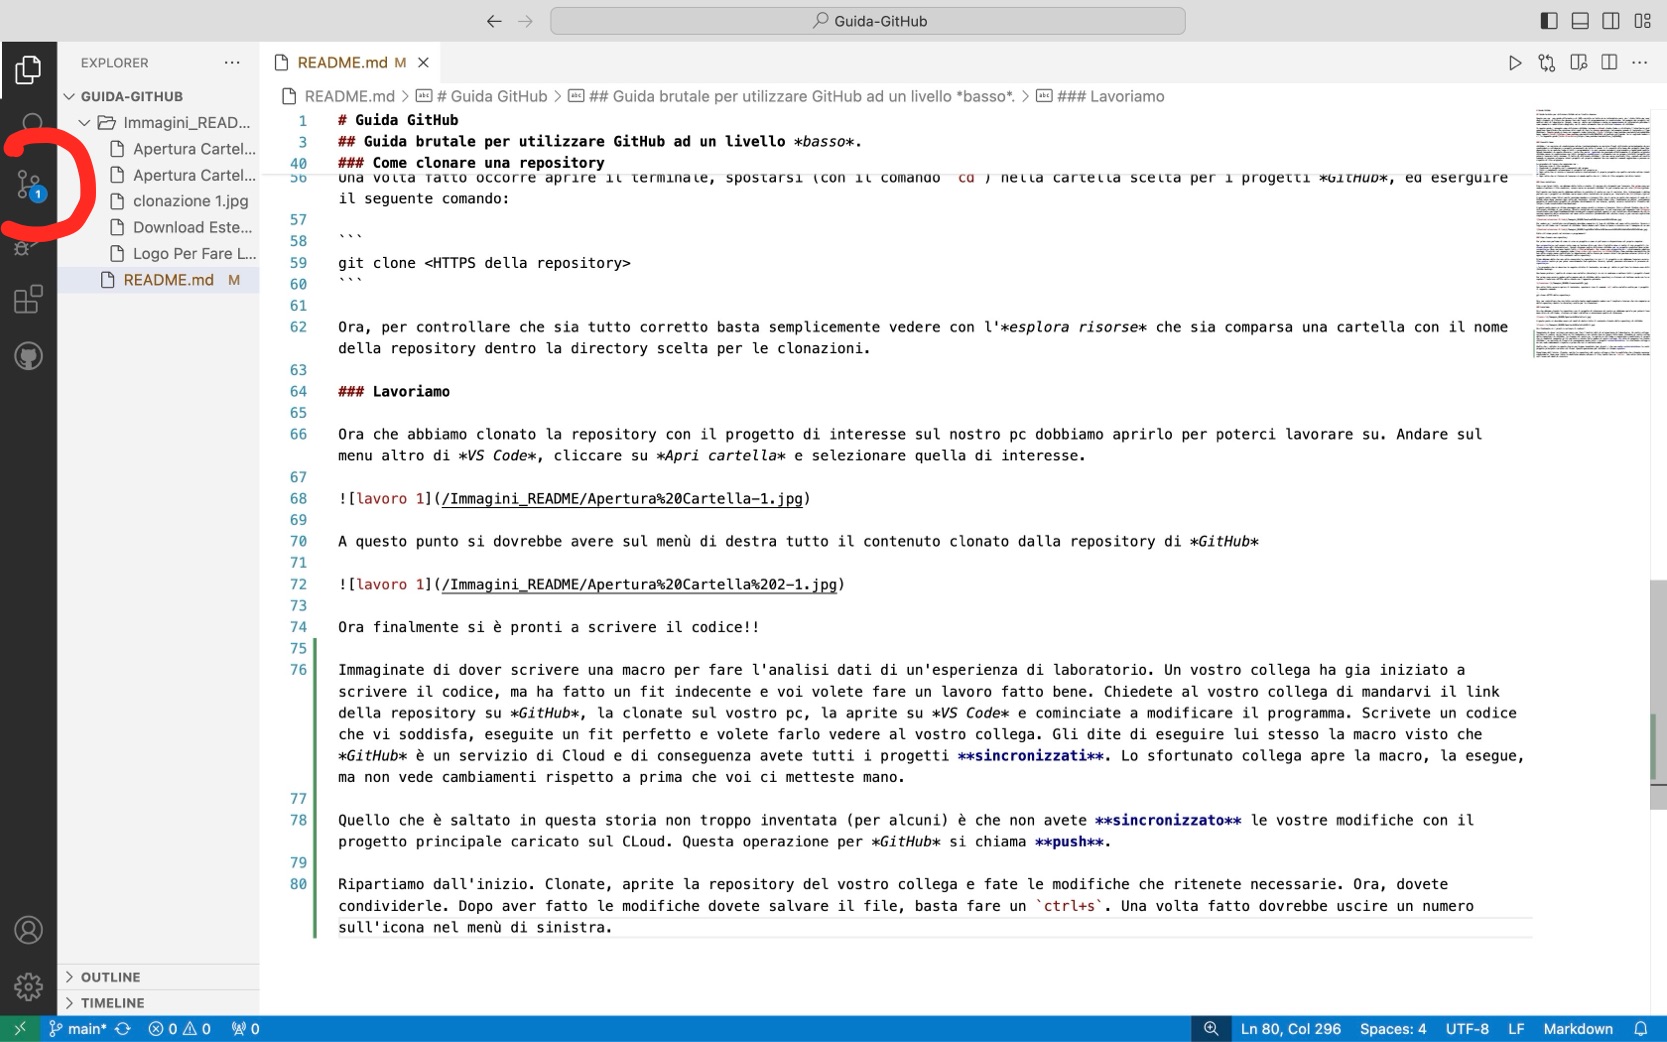 Guida-GitHub
EXPLORER
GUIDA-GITHUB
Immagini_READ...
Apertura Cartel...
Apertura Cartel...
clonazione 1.jpg
Download Este...
Logo Per Fare L...
README.md M
1
OUTLINE
TIMELINE
README.md M
README.md > # Guida GitHub > ## Guida brutale per utilizzare GitHub ad un livello *basso*. > ### Lavoriamo
1 # Guida GitHub
3 ## Guida brutale per utilizzare GitHub ad un livello *basso*.
40 ### Come clonare una repository
56 Una volta fatto occorre aprire il terminale, spostarsi (con il comando `cd`) nella cartella scelta per i progetti *GitHub*, ed eserguire
il seguente comando:
57
58 ```
59 git clone <HTTPS della repository>
60 ```
61
62 Ora, per controllare che sia tutto corretto basta semplicemente vedere con l'*esplora risorse* che sia comparsa una cartella con il nome
della repository dentro la directory scelta per le clonazioni.
63
64 ### Lavoriamo
65
66 Ora che abbiamo clonato la repository con il progetto di interesse sul nostro pc dobbiamo aprirlo per poterci lavorare su. Andare sul
menu altro di *VS Code*, cliccare su *Apri cartella* e selezionare quella di interesse.
67
68 ![lavoro 1](/Immagini_README/Apertura%20Cartella-1.jpg)
69
70 A questo punto si dovrebbe avere sul menù di destra tutto il contenuto clonato dalla repository di *GitHub*
71
72 ![lavoro 1](/Immagini_README/Apertura%20Cartella%202-1.jpg)
73
74 Ora finalmente si è pronti a scrivere il codice!!
75
76 Immaginate di dover scrivere una macro per fare l'analisi dati di un'esperienza di laboratorio. Un vostro collega ha gia iniziato a
scrivere il codice, ma ha fatto un fit indecente e voi volete fare un lavoro fatto bene. Chiedete al vostro collega di mandarvi il link
della repository su *GitHub*, la clonate sul vostro pc, la aprite su *VS Code* e cominciate a modificare il programma. Scrivete un codice
che vi soddisfa, eseguite un fit perfetto e volete farlo vedere al vostro collega. Gli dite di eseguire lui stesso la macro visto che
*GitHub* è un servizio di Cloud e di conseguenza avete tutti i progetti **sincronizzati**. Lo sfortunato collega apre la macro, la esegue,
ma non vede cambiamenti rispetto a prima che voi ci metteste mano.
77
78 Quello che è saltato in questa storia non troppo inventata (per alcuni) è che non avete **sincronizzato** le vostre modifiche con il
progetto principale caricato sul CLoud. Questa operazione per *GitHub* si chiama **push**.
79
80 Ripartiamo dall'inizio. Clonate, aprite la repository del vostro collega e fate le modifiche che ritenete necessarie. Ora, dovete
condividerle. Dopo aver fatto le modifiche dovete salvare il file, basta fare un `ctrl+s`. Una volta fatto dovrebbe uscire un numero
sull'icona nel menù di sinistra.
main* 0 0 0 Ln 80, Col 296 Spaces: 4 UTF-8 LF Markdown